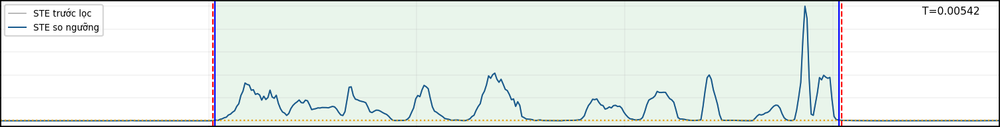 STE trước lọc
STE so ngưỡng
T=0.00542